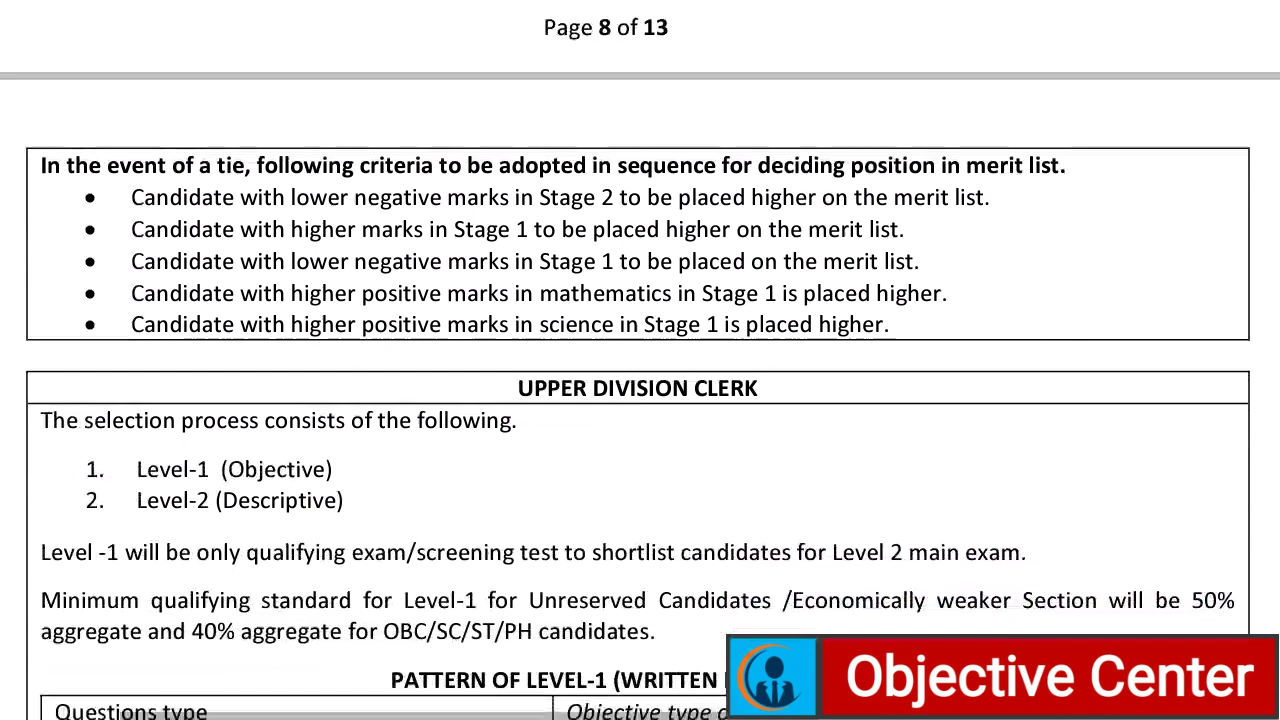 Page 8 of 13
In the event of a tie, following criteria to be adopted in sequence for deciding position in merit list.
• Candidate with lower negative marks in Stage 2 to be placed higher on the merit list.
• Candidate with higher marks in Stage 1 to be placed higher on the merit list.
• Candidate with lower negative marks in Stage 1 to be placed on the merit list.
• Candidate with higher positive marks in mathematics in Stage 1 is placed higher.
• Candidate with higher positive marks in science in Stage 1 is placed higher.
UPPER DIVISION CLERK
The selection process consists of the following.
1. Level-1 (Objective)
2. Level-2 (Descriptive)
Level -1 will be only qualifying exam/screening test to shortlist candidates for Level 2 main exam.
Minimum qualifying standard for Level-1 for Unreserved Candidates /Economically weaker Section will be 50%
aggregate and 40% aggregate for OBC/SC/ST/PH candidates.
PATTERN OF LEVEL-1 (WRITTEN
Questions type Objective type
Objective Center